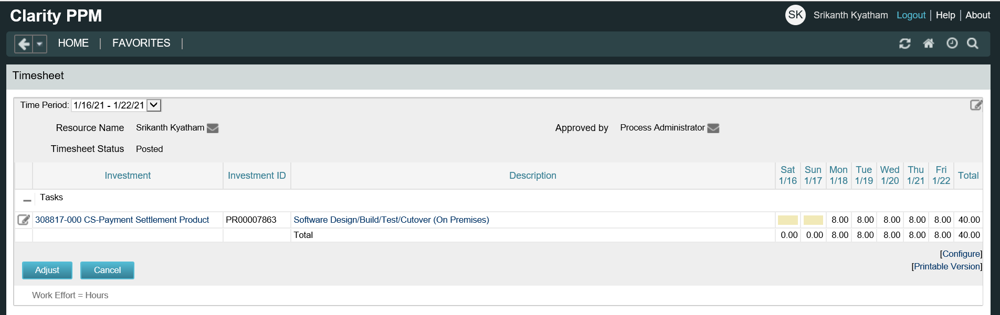 Clarity PPM
SK Srikanth Kyatham Logout | Help | About
HOME | FAVORITES |
Timesheet
Time Period: 1/16/21 - 1/22/21
Resource Name Srikanth Kyatham Approved by Process Administrator
Timesheet Status Posted
Investment Investment ID Description Sat 1/16 Sun 1/17 Mon 1/18 Tue 1/19 Wed 1/20 Thu 1/21 Fri 1/22 Total
Tasks
308817-000 CS-Payment Settlement Product PR00007863 Software Design/Build/Test/Cutover (On Premises) 8.00 8.00 8.00 8.00 8.00 40.00
Total 0.00 0.00 8.00 8.00 8.00 8.00 8.00 40.00
[Configure]
[Printable Version]
Adjust Cancel
Work Effort = Hours